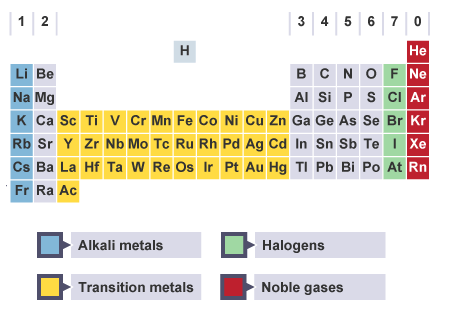 1 2 3 4 5 6 7 0
H He
Li Be B C N O F Ne
Na Mg Al Si P S Cl Ar
K Ca Sc Ti V Cr Mn Fe Co Ni Cu Zn Ga Ge As Se Br Kr
Rb Sr Y Zr Nb Mo Tc Ru Rh Pd Ag Cd In Sn Sb Te I Xe
Cs Ba La Hf Ta W Re Os Ir Pt Au Hg Tl Pb Bi Po At Rn
Fr Ra Ac
Alkali metals Halogens
Transition metals Noble gases